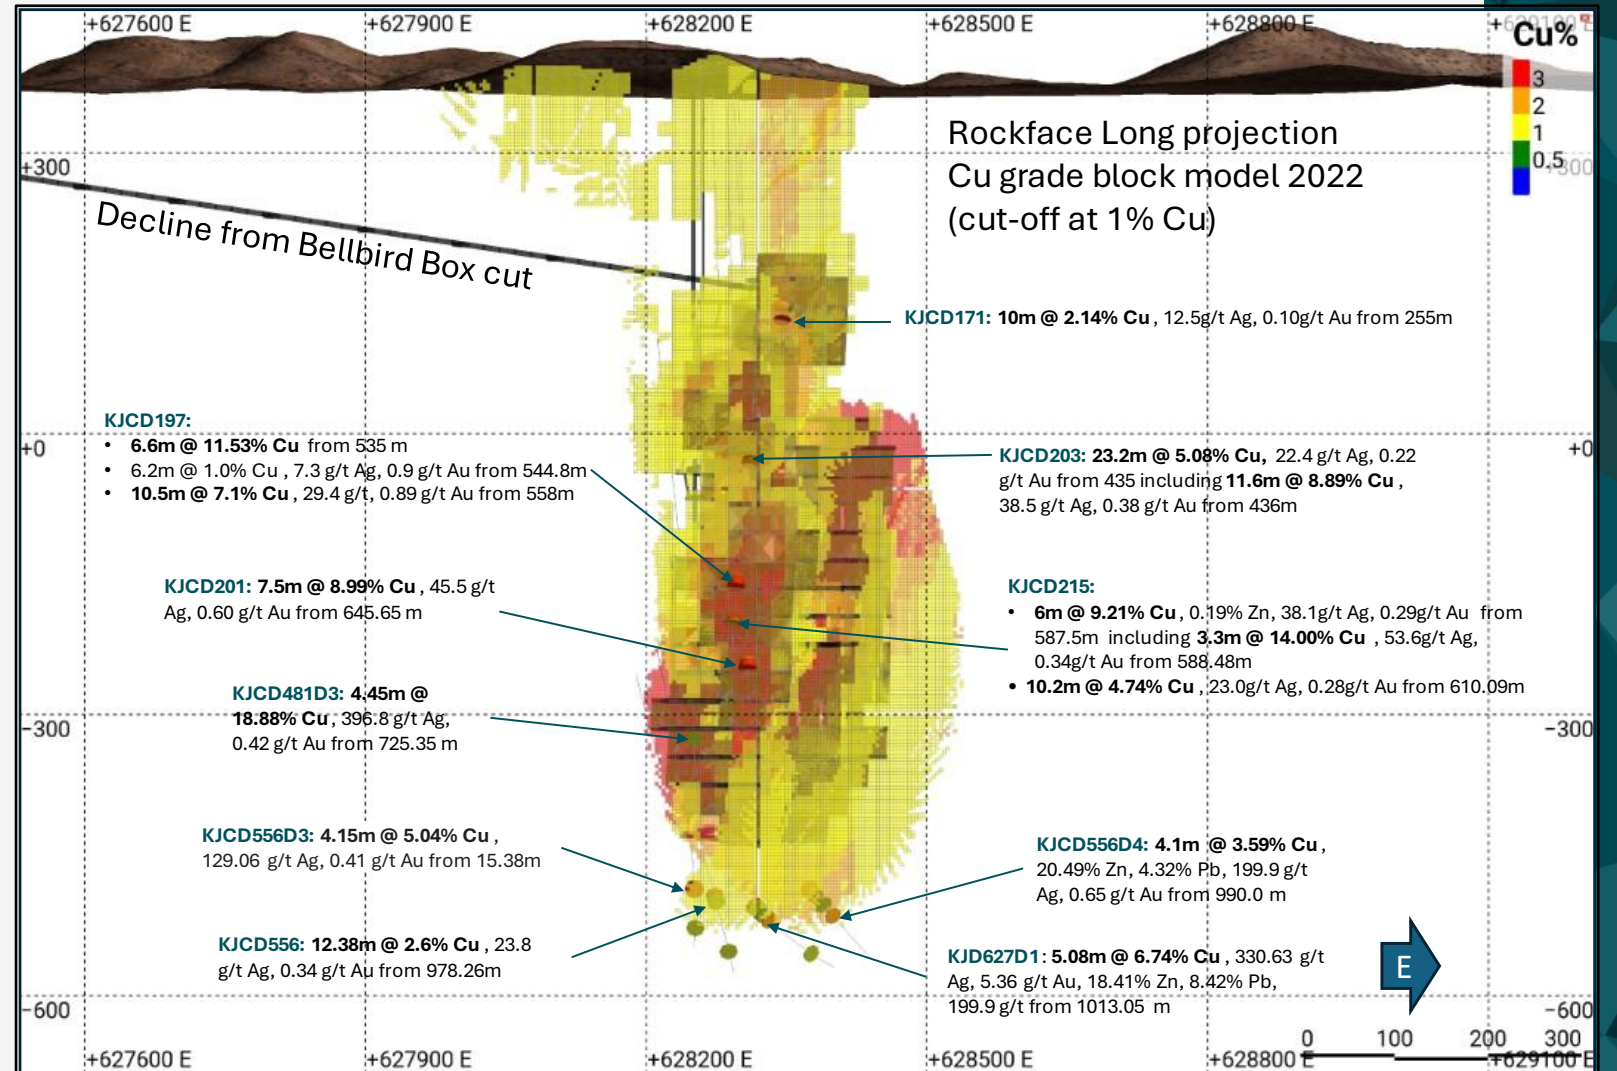 +627600 E
+627900 E
+628200 E
+628500 E
+628800 E
+629100 E
Cu%
3
2
1
0.5
Rockface Long projection
Cu grade block model 2022
(cut-off at 1% Cu)
+300
+300
Decline from Bellbird Box cut
KJCD171: 10m @ 2.14% Cu , 12.5g/t Ag, 0.10g/t Au from 255m
KJCD197:
• 6.6m @ 11.53% Cu from 535 m
• 6.2m @ 1.0% Cu , 7.3 g/t Ag, 0.9 g/t Au from 544.8m
• 10.5m @ 7.1% Cu , 29.4 g/t, 0.89 g/t Au from 558m
+0
+0
KJCD203: 23.2m @ 5.08% Cu, 22.4 g/t Ag, 0.22
g/t Au from 435 including 11.6m @ 8.89% Cu ,
38.5 g/t Ag, 0.38 g/t Au from 436m
KJCD201: 7.5m @ 8.99% Cu , 45.5 g/t
Ag, 0.60 g/t Au from 645.65 m
KJCD215:
• 6m @ 9.21% Cu , 0.19% Zn, 38.1g/t Ag, 0.29g/t Au from
587.5m including 3.3m @ 14.00% Cu , 53.6g/t Ag,
0.34g/t Au from 588.48m
• 10.2m @ 4.74% Cu , 23.0g/t Ag, 0.28g/t Au from 610.09m
KJCD481D3: 4.45m @
18.88% Cu , 396.8 g/t Ag,
0.42 g/t Au from 725.35 m
−300
−300
KJCD556D3: 4.15m @ 5.04% Cu ,
129.06 g/t Ag, 0.41 g/t Au from 15.38m
KJCD556D4: 4.1m @ 3.59% Cu ,
20.49% Zn, 4.32% Pb, 199.9 g/t
Ag, 0.65 g/t Au from 990.0 m
KJCD556: 12.38m @ 2.6% Cu , 23.8
g/t Ag, 0.34 g/t Au from 978.26m
KJD627D1: 5.08m @ 6.74% Cu , 330.63 g/t
Ag, 5.36 g/t Au, 18.41% Zn, 8.42% Pb,
199.9 g/t from 1013.05 m
E
−600
−600
0 100 200 300
+627600 E
+627900 E
+628200 E
+628500 E
+628800 E
+629100 E